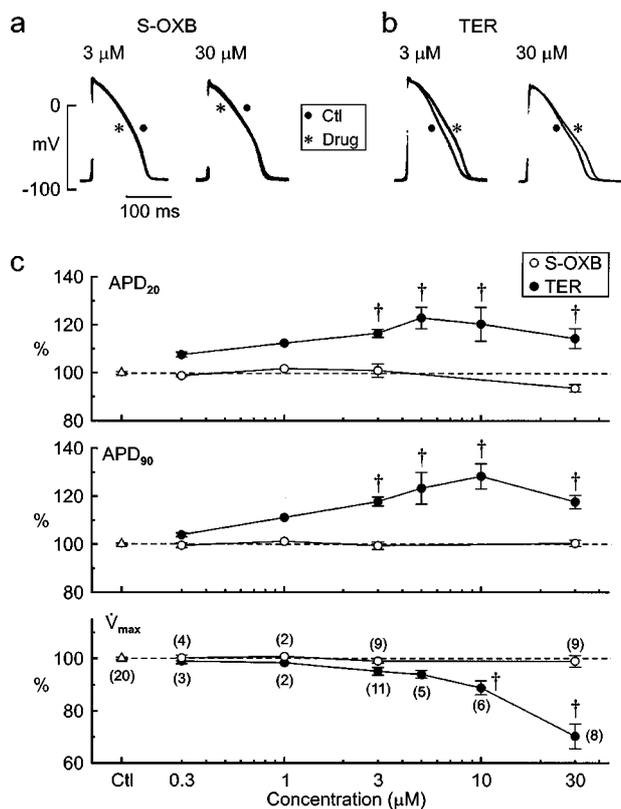 a
S-OXB
3 μM
30 μM
0
mV
-100
100 ms
● Ctl
* Drug
b
TER
3 μM
30 μM
* ●
● *
● *
● *
c
○ S-OXB
● TER
140
APD20
120
%
100
80
† † † †
140
APD90
120
%
100
80
† † † †
V̇max
100
%
80
60
(4) (2) (9) (9)
(20) (3) (2) (11) (5) (6) (8)
† †
Ctl 0.3 1 3 10 30
Concentration (μM)